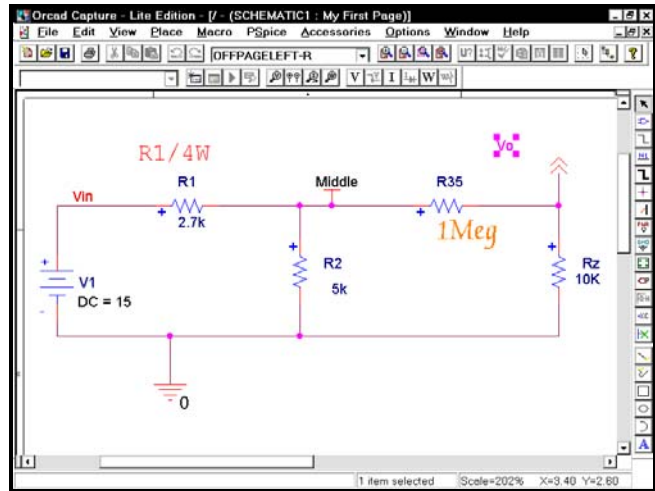 Orcad Capture - Lite Edition - [/ - (SCHEMATIC1 : My First Page)]
File Edit View Place Macro PSpice Accessories Options Window Help
OFFPAGELEFT-R
U?
V I W
R1/4W
Vo
Vin
R1
2.7k
Middle
R35
1Meg
R2
5k
Rz
10K
V1
DC = 15
+
-
0
A
1 item selected Scale=202% X=3.40 Y=2.60